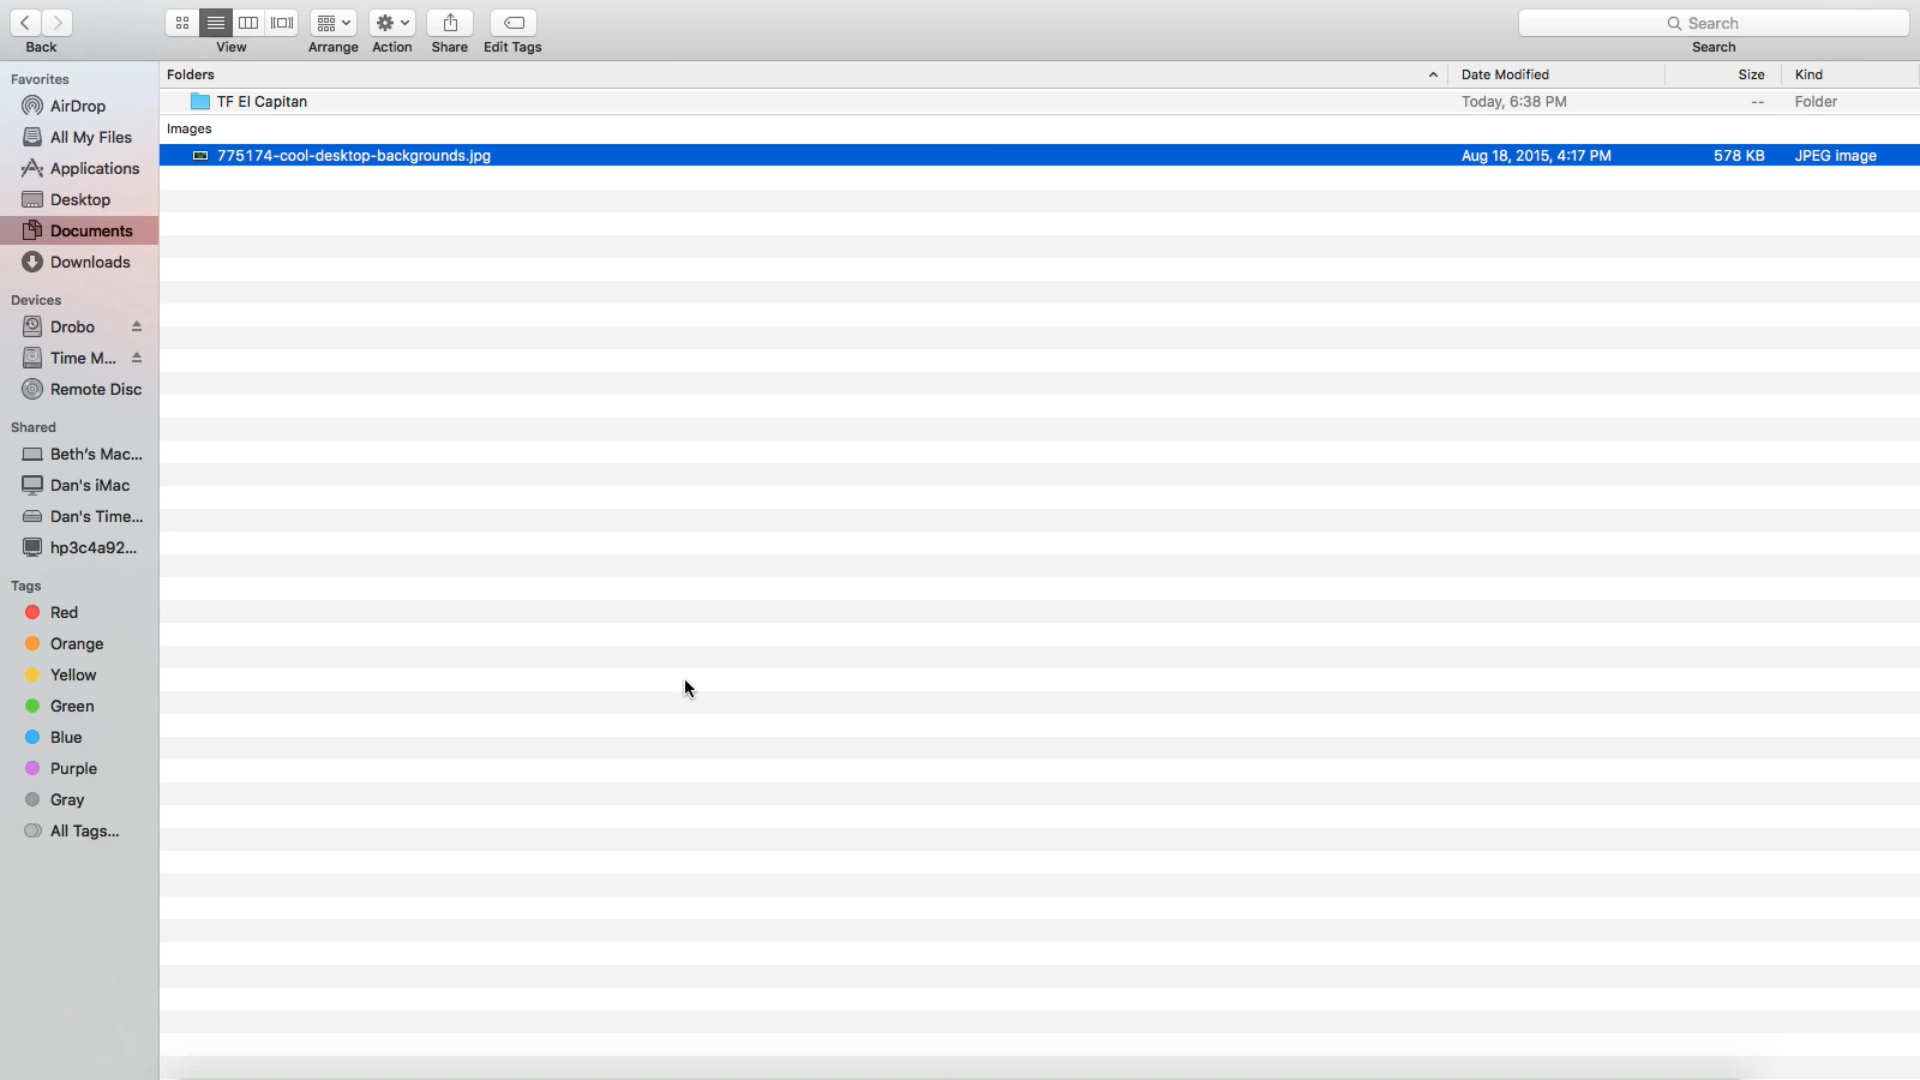 Back
View
Arrange
Action
Share
Edit Tags
Search
Search
Favorites
AirDrop
All My Files
Applications
Desktop
Documents
Downloads
Devices
Drobo
Time M...
Remote Disc
Shared
Beth's Mac...
Dan's iMac
Dan's Time...
hp3c4a92...
Tags
Red
Orange
Yellow
Green
Blue
Purple
Gray
All Tags...
Folders Date Modified Size Kind
TF El Capitan Today, 6:38 PM -- Folder
Images
775174-cool-desktop-backgrounds.jpg Aug 18, 2015, 4:17 PM 578 KB JPEG image